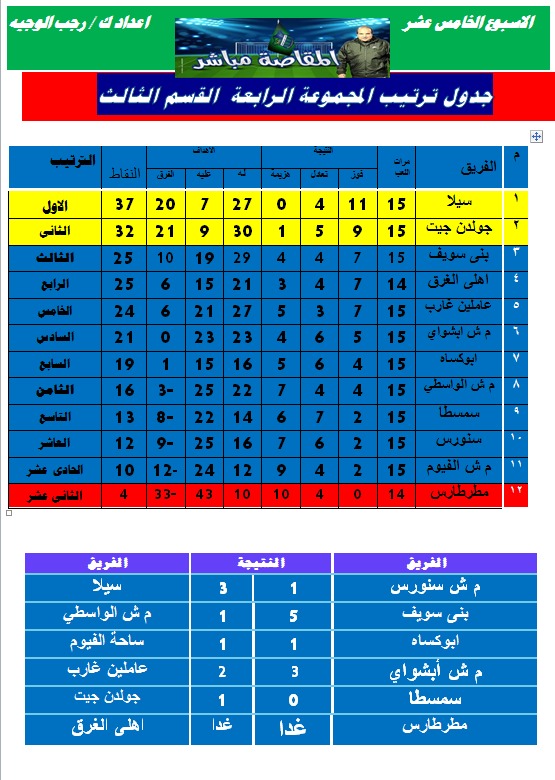 الاسبوع الخامس عشر
اعداد ك / رجب الوجيه
المقاصة مباشر
جدول ترتيب المجموعة الرابعة القسم الثالث
م الفريق مرات اللعب النتيجة الاهداف النقاط الترتيب
فوز تعادل هزيمة له عليه الفرق
١ سيلا 15 11 4 0 27 7 20 37 الاول
٢ جولدن جيت 15 9 5 1 30 9 21 32 الثانى
٣ بنى سويف 15 7 4 4 29 19 10 25 الثالث
٤ اهلى الغرق 14 7 4 3 21 15 6 25 الرابع
٥ عاملين غارب 15 7 3 5 27 21 6 24 الخامس
٦ م ش ابشواي 15 5 6 4 23 23 0 21 السادس
٧ ابوكساه 15 4 6 5 16 15 1 19 السابع
٨ م ش الواسطي 15 4 4 7 22 25 -3 16 الثامن
٩ سمسطا 15 2 7 6 14 22 -8 13 التاسع
١٠ سنورس 15 2 6 7 16 25 -9 12 العاشر
١١ م ش الفيوم 15 2 4 9 12 24 -12 10 الحادى عشر
١٢ مطرطارس 14 0 4 10 10 43 -33 4 الثانى عشر
الفريق النتيجة الفريق
م ش سنورس 1 3 سيلا
بنى سويف 5 1 م ش الواسطي
ابوكساه 1 1 ساحة الفيوم
م ش أبشواي 3 2 عاملين غارب
سمسطا 0 1 جولدن جيت
مطرطارس غدا غدا اهلى الغرق